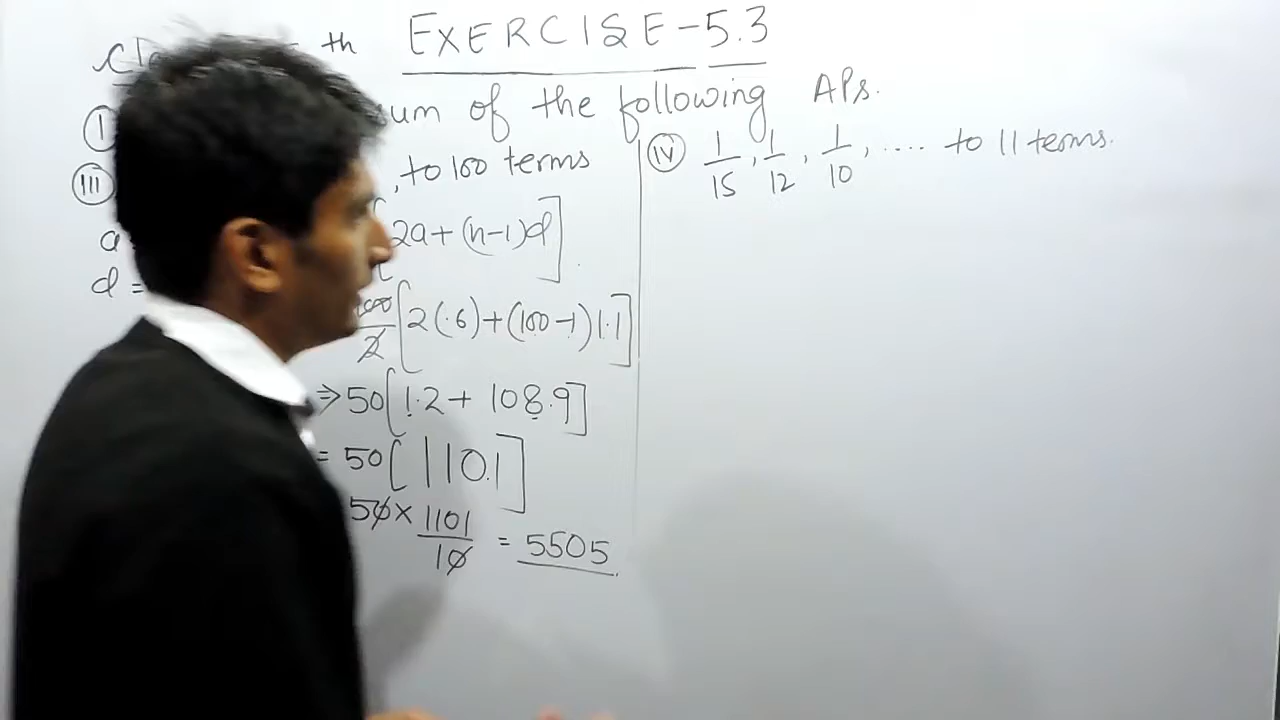 th EXERCISE-5.3
of the following APs.
III , to 100 terms
a
d =
2a + (n-1)d]
100/2 [2(.6) + (100-1)1.1]
⇒ 50[1.2 + 108.9]
= 50[110.1]
50 × 1101/10 = 5505
IV 1/15, 1/12, 1/10, .... to 11 terms.